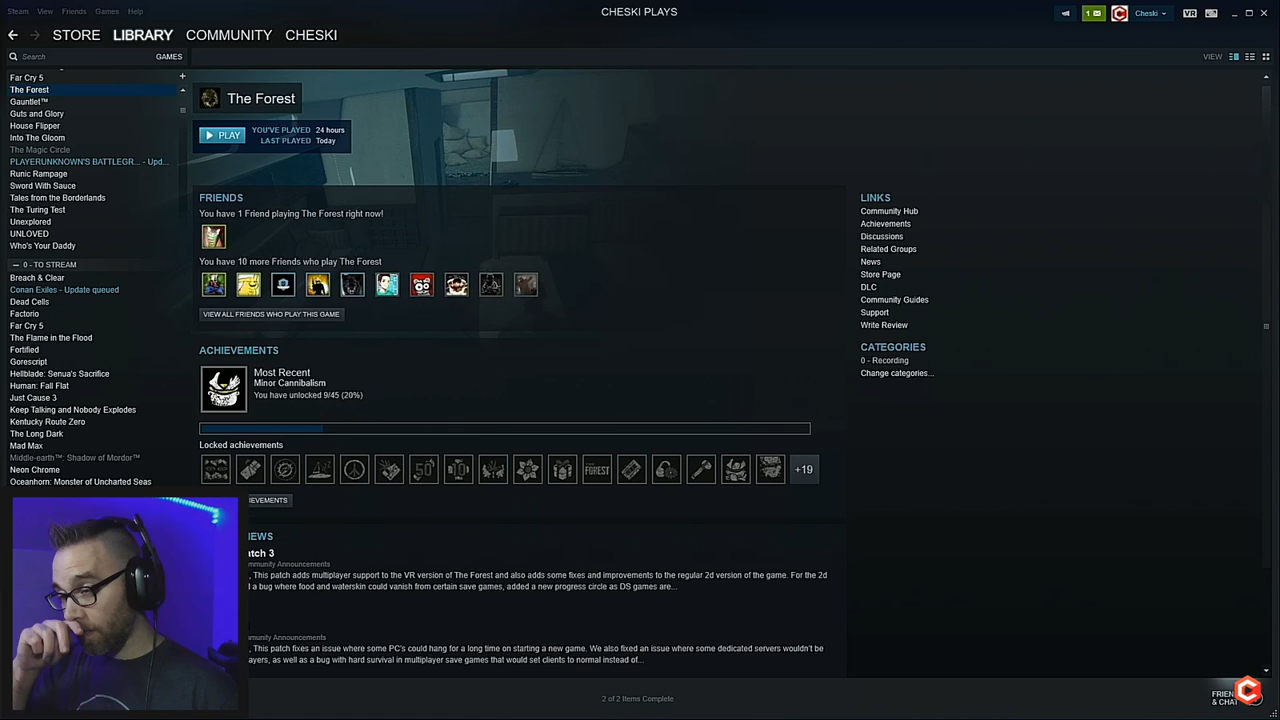 Steam View Friends Games Help
CHESKI PLAYS
1
Cheski
VR
STORE LIBRARY COMMUNITY CHESKI
Search
GAMES
VIEW
Far Cry 5
The Forest
Gauntlet™
Guts and Glory
House Flipper
Into The Gloom
The Magic Circle
PLAYERUNKNOWN'S BATTLEGR... - Upd...
Runic Rampage
Sword With Sauce
Tales from the Borderlands
The Turing Test
Unexplored
UNLOVED
Who's Your Daddy
— 0 - TO STREAM
Breach & Clear
Conan Exiles - Update queued
Dead Cells
Factorio
Far Cry 5
The Flame in the Flood
Fortified
Gorescript
Hellblade: Senua's Sacrifice
Human: Fall Flat
Just Cause 3
Keep Talking and Nobody Explodes
Kentucky Route Zero
The Long Dark
Mad Max
Middle-earth™: Shadow of Mordor™
Neon Chrome
Oceanhorn: Monster of Uncharted Seas
The Forest
PLAY
YOU'VE PLAYED 24 hours
LAST PLAYED Today
FRIENDS
You have 1 Friend playing The Forest right now!
You have 10 more Friends who play The Forest
VIEW ALL FRIENDS WHO PLAY THIS GAME
ACHIEVEMENTS
Most Recent
Minor Cannibalism
You have unlocked 9/45 (20%)
Locked achievements
50
10
FOREST
+19
EVEMENTS
EWS
tch 3
mmunity Announcements
, This patch adds multiplayer support to the VR version of The Forest and also adds some fixes and improvements to the regular 2d version of the game. For the 2d
l a bug where food and waterskin could vanish from certain save games, added a new progress circle as DS games are...
munity Announcements
, This patch fixes an issue where some PC's could hang for a long time on starting a new game. We also fixed an issue where some dedicated servers wouldn't be
ayers, as well as a bug with hard survival in multiplayer save games that would set clients to normal instead of...
LINKS
Community Hub
Achievements
Discussions
Related Groups
News
Store Page
DLC
Community Guides
Support
Write Review
CATEGORIES
0 - Recording
Change categories...
2 of 2 Items Complete
FRIEN
& CHAT